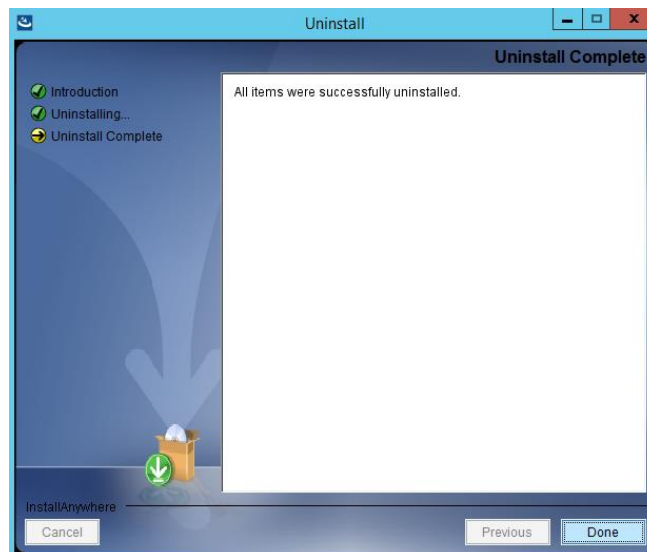 Uninstall
Uninstall Complete
Introduction
Uninstalling...
Uninstall Complete
All items were successfully uninstalled.
InstallAnywhere
Cancel
Previous
Done